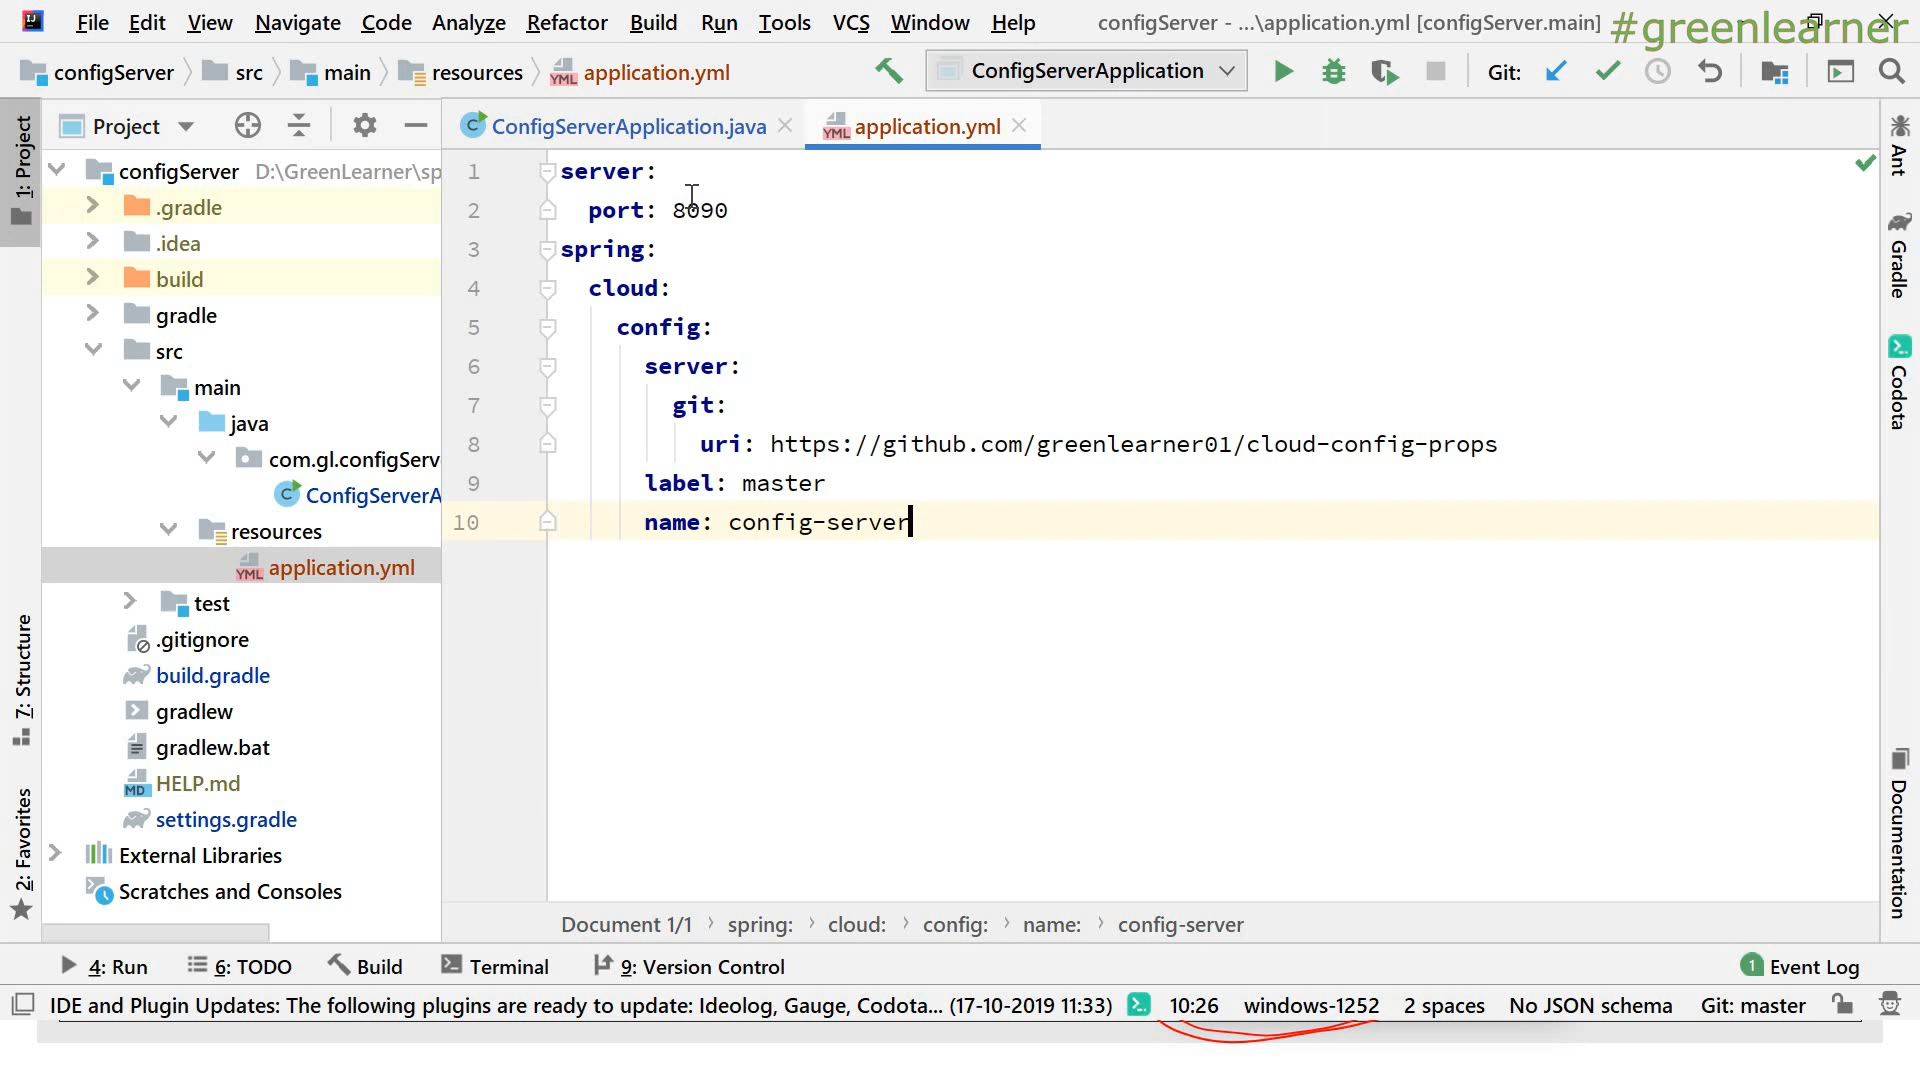 File Edit View Navigate Code Analyze Refactor Build Run Tools VCS Window Help configServer - ...\application.yml [configServer.main] #greenlearner
configServer src main resources application.yml ConfigServerApplication Git:
1: Project
Project
ConfigServerApplication.java application.yml
configServer D:\GreenLearner\sp
.gradle
.idea
build
gradle
src
main
java
com.gl.configServ
ConfigServerA
resources
application.yml
test
.gitignore
build.gradle
gradlew
gradlew.bat
HELP.md
settings.gradle
External Libraries
Scratches and Consoles
7: Structure
2: Favorites
1 server:
2 port: 8090
3 spring:
4 cloud:
5 config:
6 server:
7 git:
8 uri: https://github.com/greenlearner01/cloud-config-props
9 label: master
10 name: config-server
Document 1/1 spring: cloud: config: name: config-server
Ant
Gradle
Codota
Documentation
4: Run 6: TODO Build Terminal 9: Version Control 1 Event Log
IDE and Plugin Updates: The following plugins are ready to update: Ideolog, Gauge, Codota... (17-10-2019 11:33) 10:26 windows-1252 2 spaces No JSON schema Git: master